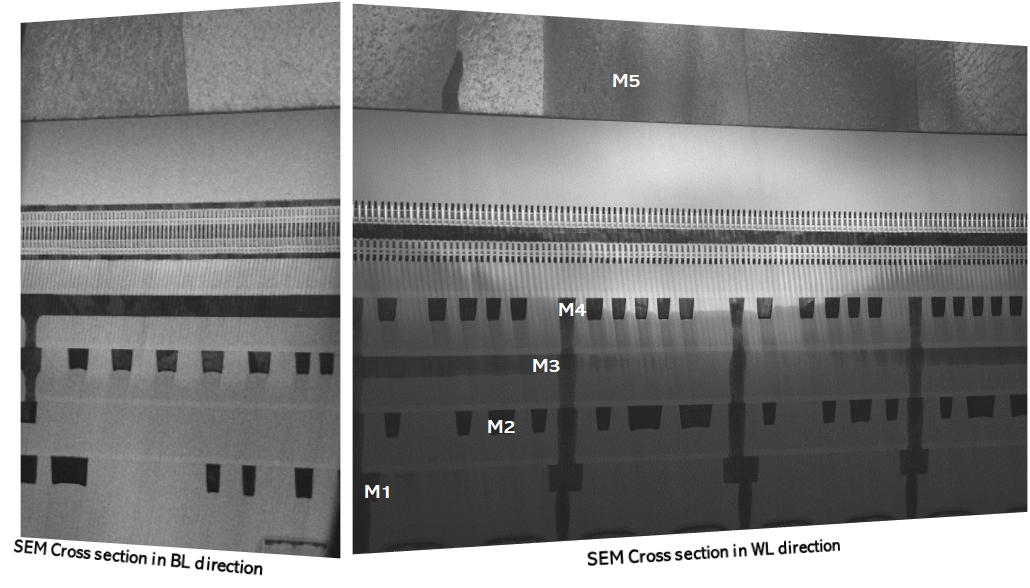 M5
M4
M3
M2
M1
SEM Cross section in BL direction
SEM Cross section in WL direction